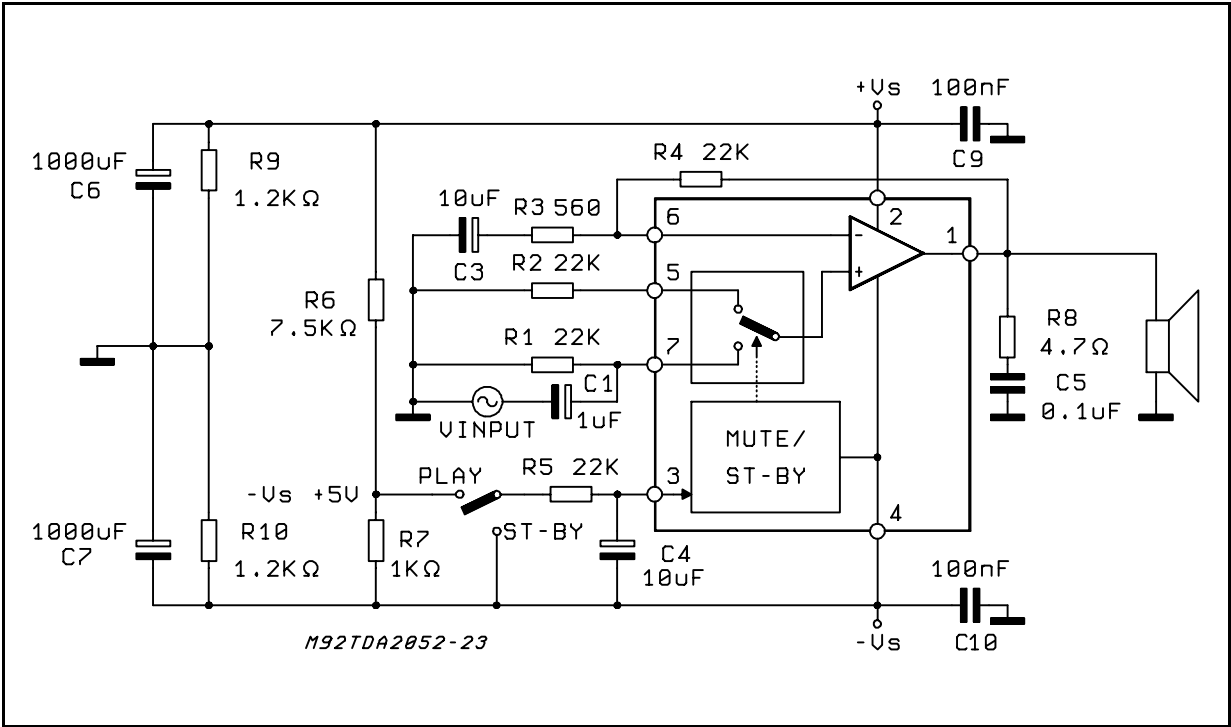 +Vs
100nF
C9
1000uF
C6
R9
1.2KΩ
R4 22K
10uF
C3
R3 560
R2 22K
6
5
2
1
R6
7.5KΩ
R1 22K
7
C1
1uF
VINPUT
R8
4.7Ω
C5
0.1uF
MUTE/
ST-BY
PLAY
R5 22K
3
-Vs +5V
ST-BY
4
1000uF
C7
R10
1.2KΩ
R7
1KΩ
C4
10uF
100nF
C10
-Vs
M92TDA2052-23
-
+